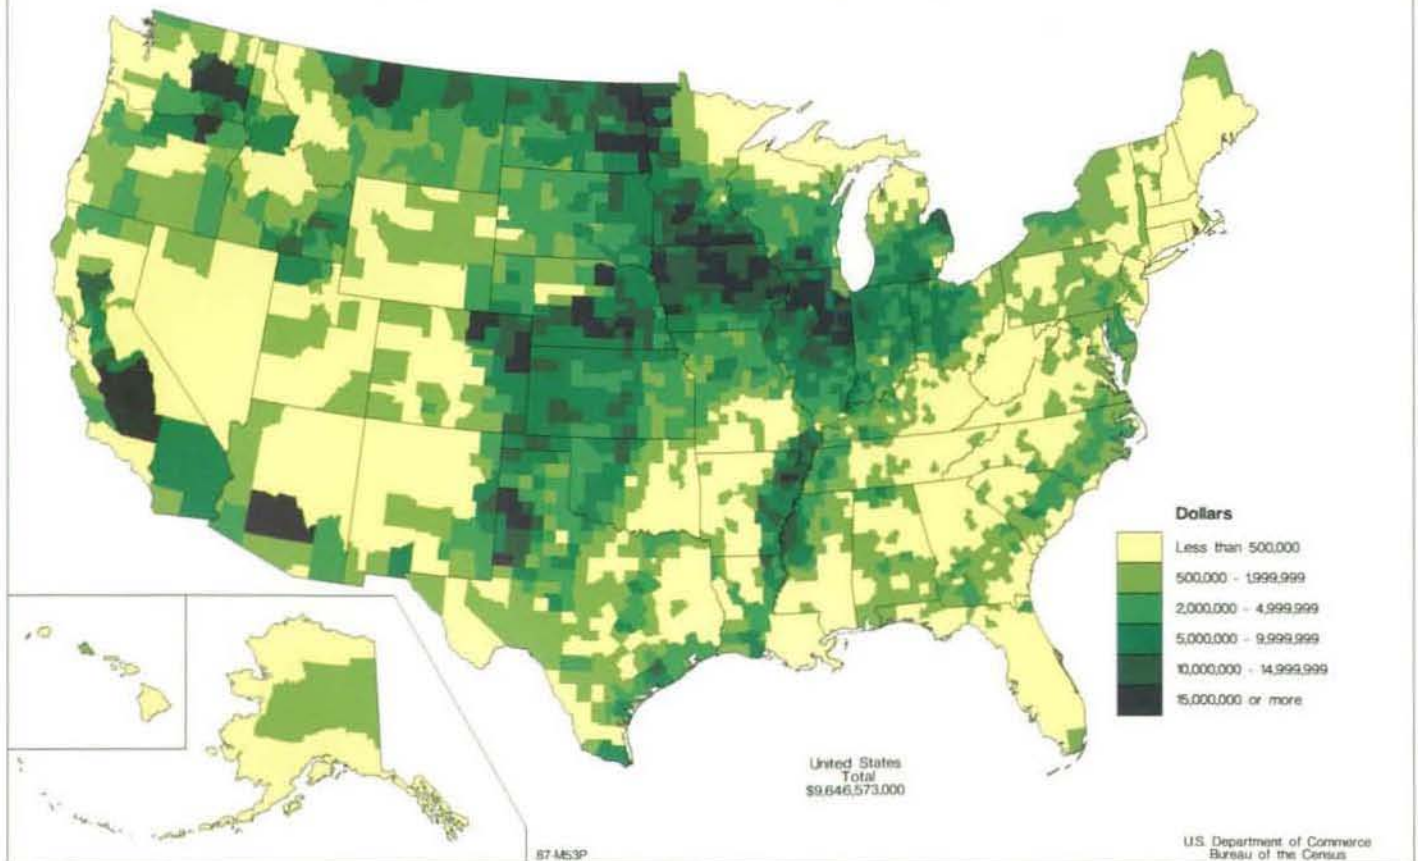 Dollars
Less than 500,000
500,000 - 1,999,999
2,000,000 - 4,999,999
5,000,000 - 9,999,999
10,000,000 - 14,999,999
15,000,000 or more
United States
Total
$9,646,573,000
87-M53P
U.S. Department of Commerce
Bureau of the Census